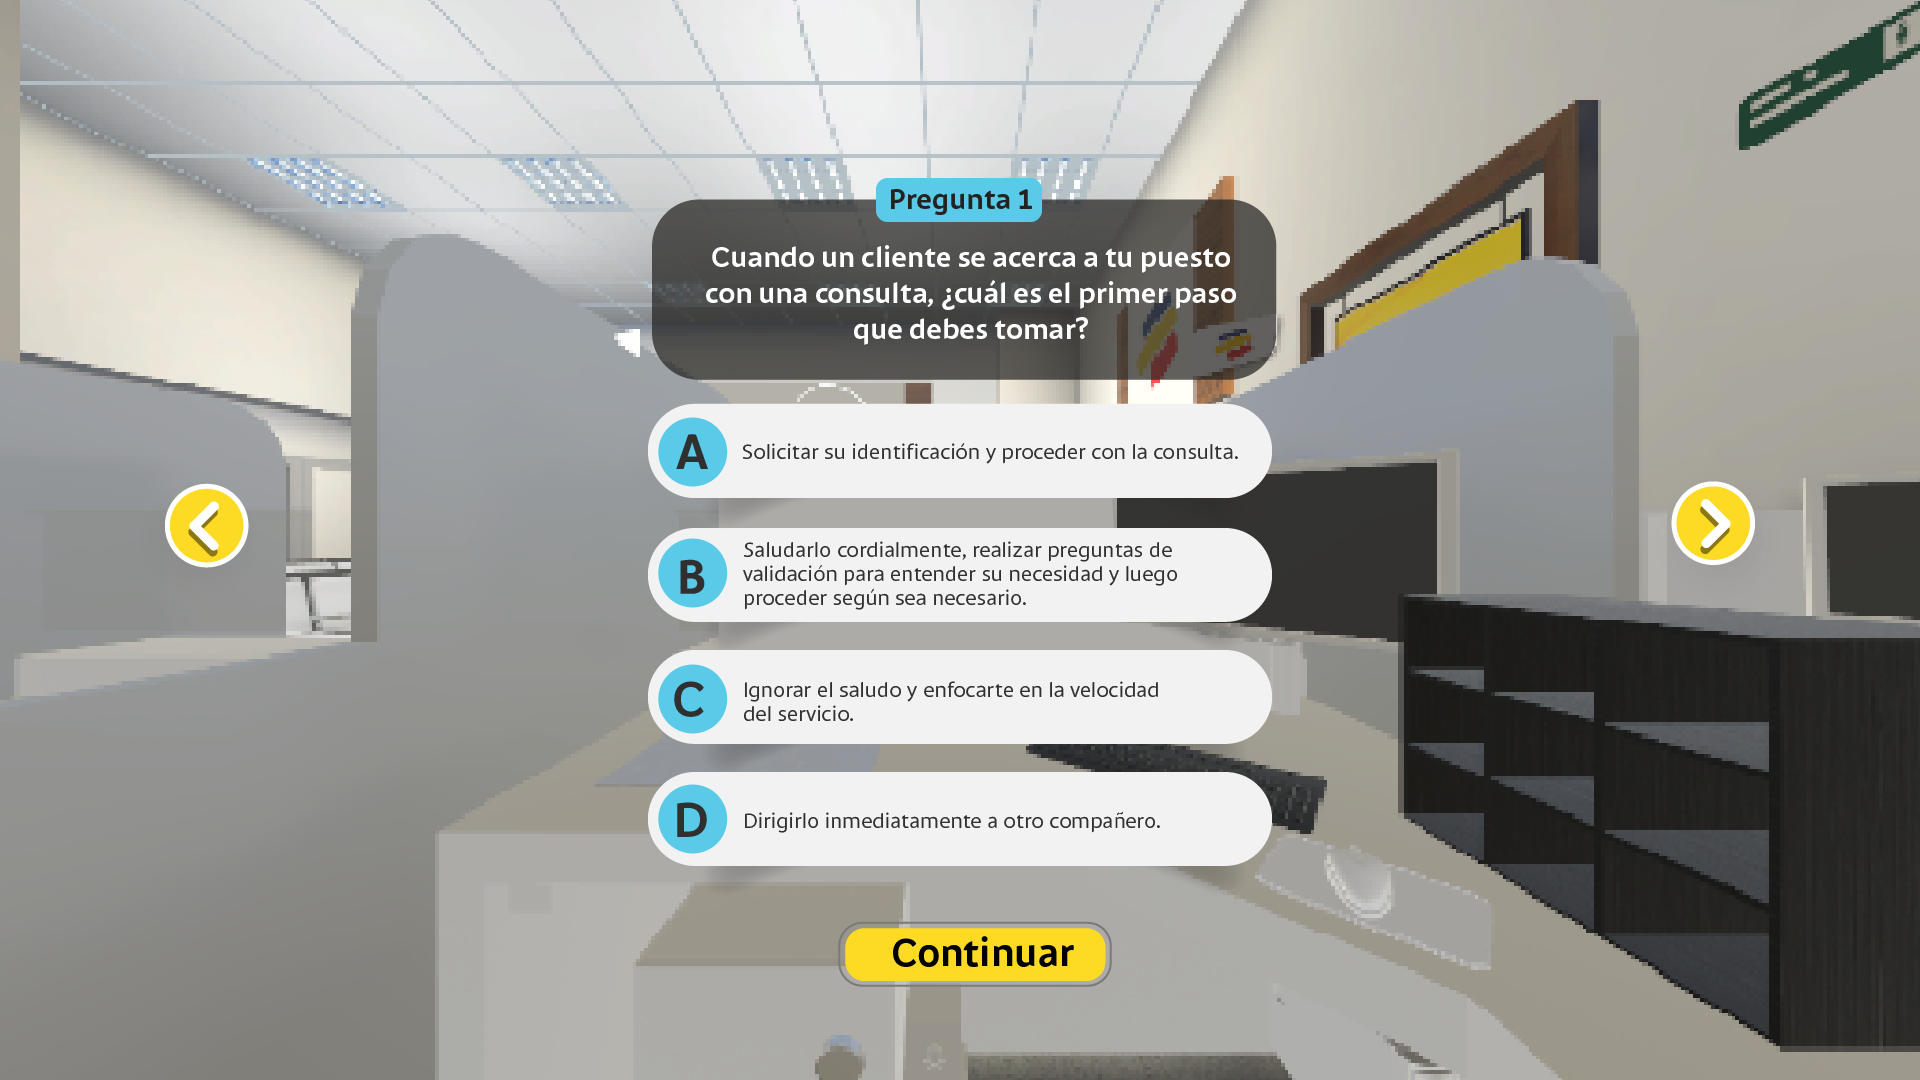 Pregunta 1
Cuando un cliente se acerca a tu puesto
con una consulta, ¿cuál es el primer paso
que debes tomar?
A
Solicitar su identificación y proceder con la consulta.
B
Saludarlo cordialmente, realizar preguntas de
validación para entender su necesidad y luego
proceder según sea necesario.
C
Ignorar el saludo y enfocarte en la velocidad
del servicio.
D
Dirigirlo inmediatamente a otro compañero.
Continuar